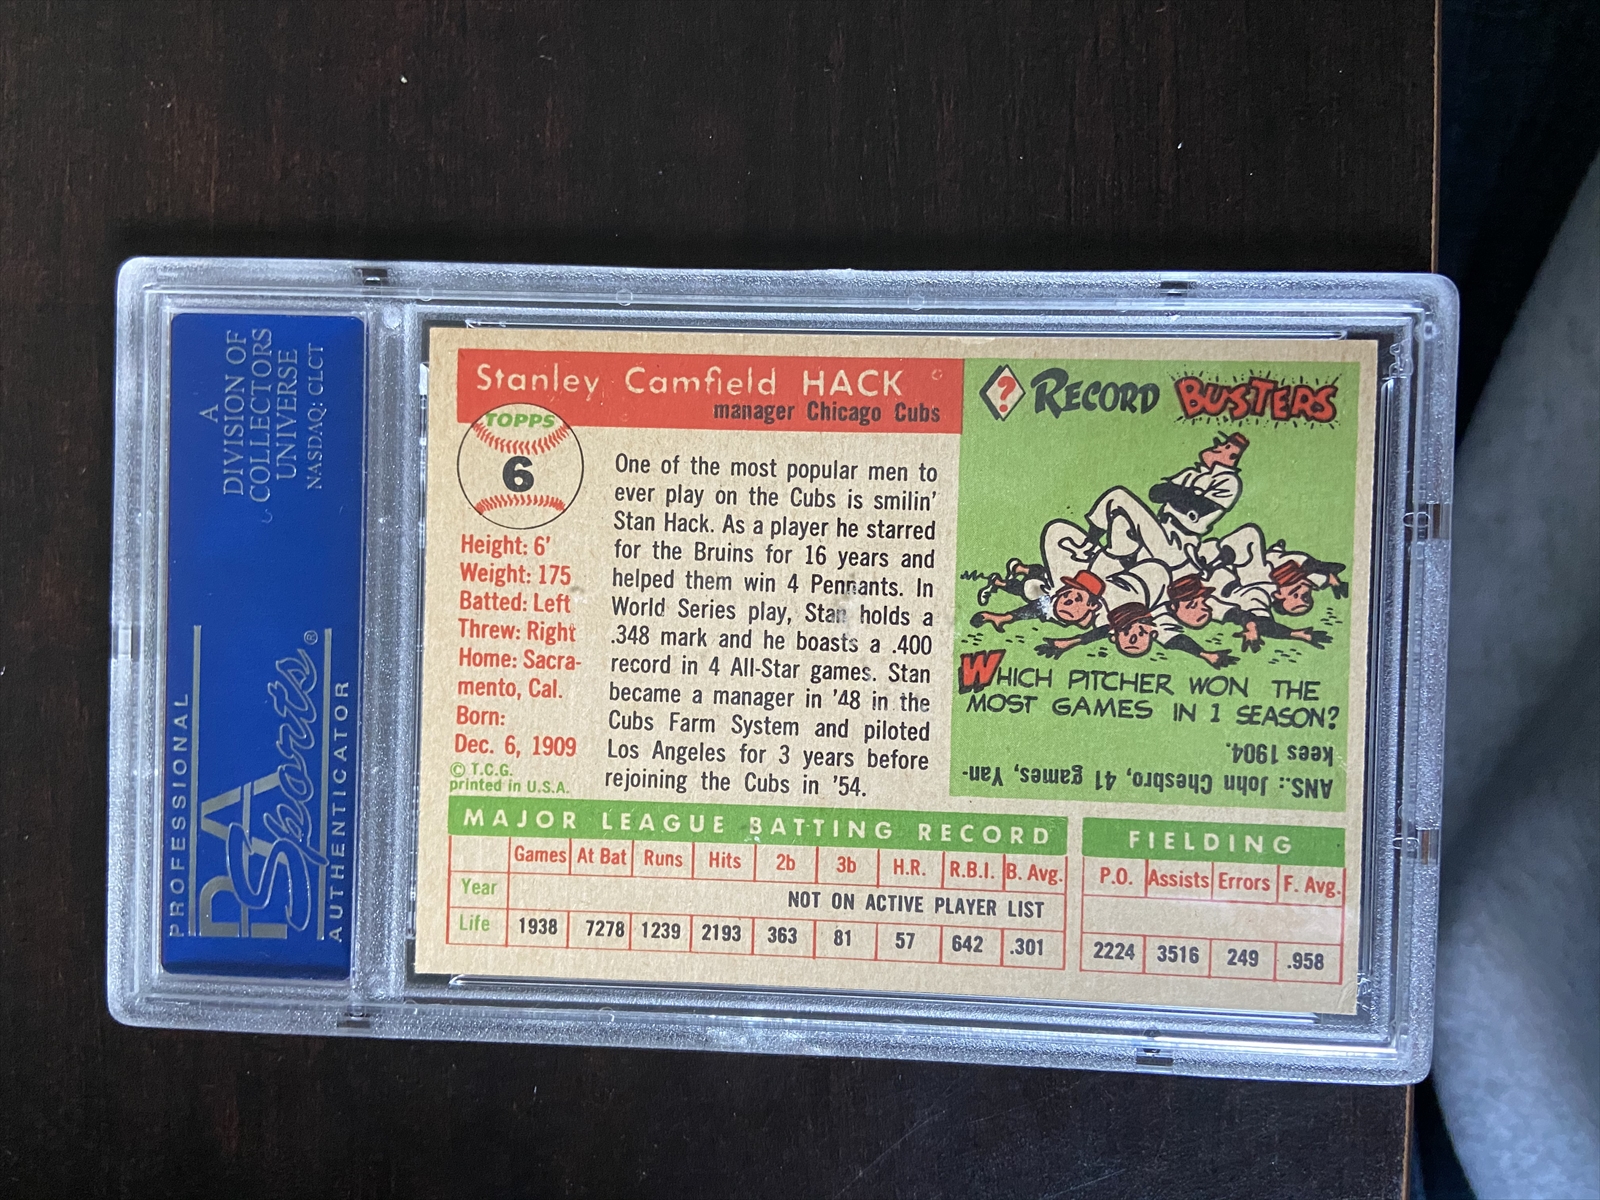 A
DIVISION OF
COLLECTORS
UNIVERSE
NASDAQ: CLCT
PROFESSIONAL
PSA
Sports®
AUTHENTICATOR
Stanley Camfield HACK
manager Chicago Cubs
TOPPS
6
Height: 6'
Weight: 175
Batted: Left
Threw: Right
Home: Sacra-
mento, Cal.
Born:
Dec. 6, 1909
© T.C.G.
printed in U.S.A.
One of the most popular men to
ever play on the Cubs is smilin'
Stan Hack. As a player he starred
for the Bruins for 16 years and
helped them win 4 Pennants. In
World Series play, Stan holds a
.348 mark and he boasts a .400
record in 4 All-Star games. Stan
became a manager in '48 in the
Cubs Farm System and piloted
Los Angeles for 3 years before
rejoining the Cubs in '54.
? RECORD BUSTERS
WHICH PITCHER WON THE
MOST GAMES IN 1 SEASON?
ANS.: John Chesbro, 41 games, Yan-
kees 1904.
MAJOR LEAGUE BATTING RECORD
Games At Bat Runs Hits 2b 3b H.R. R.B.I. B. Avg.
Year NOT ON ACTIVE PLAYER LIST
Life 1938 7278 1239 2193 363 81 57 642 .301
FIELDING
P.O. Assists Errors F. Avg.
2224 3516 249 .958